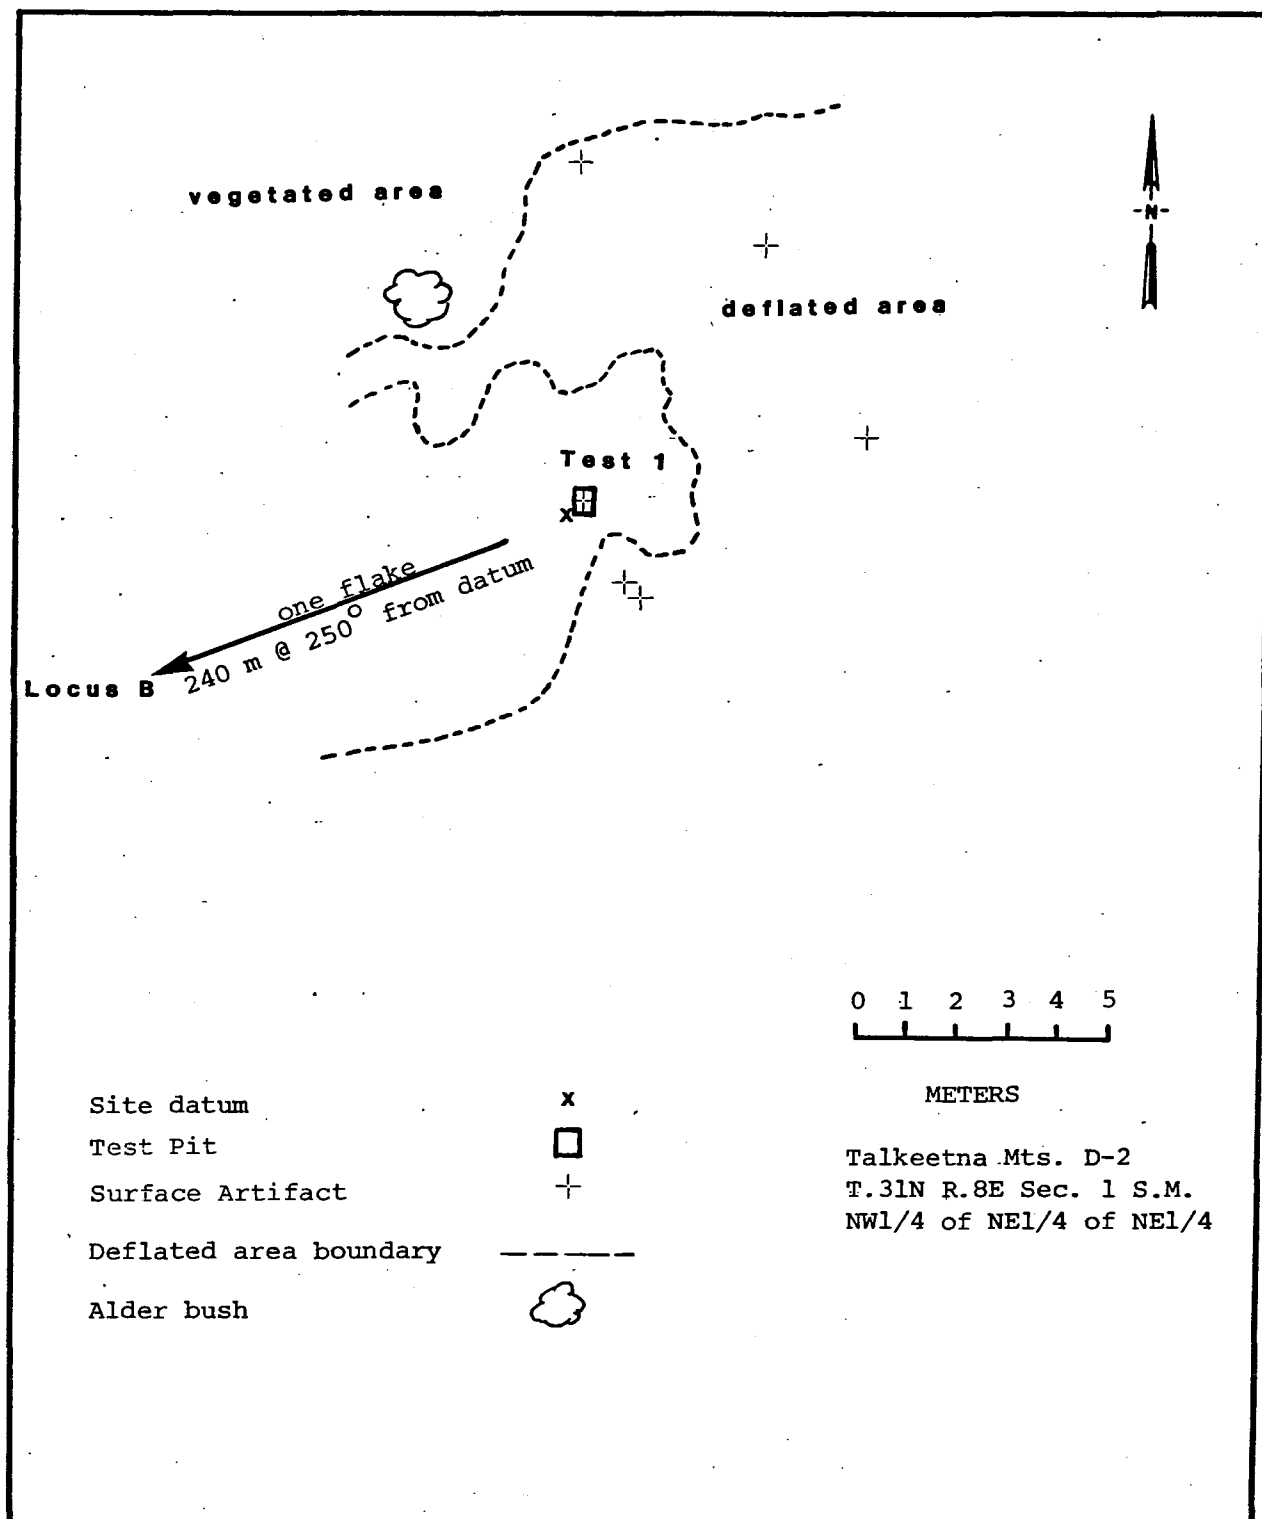 vegetated area
-N-
deflated area
Test 1
x
one flake
240 m @ 250° from datum
Locus B
0 1 2 3 4 5
METERS
Site datum x
Test Pit
Surface Artifact
Deflated area boundary
Alder bush
Talkeetna Mts. D-2
T.31N R.8E Sec. 1 S.M.
NW1/4 of NE1/4 of NE1/4